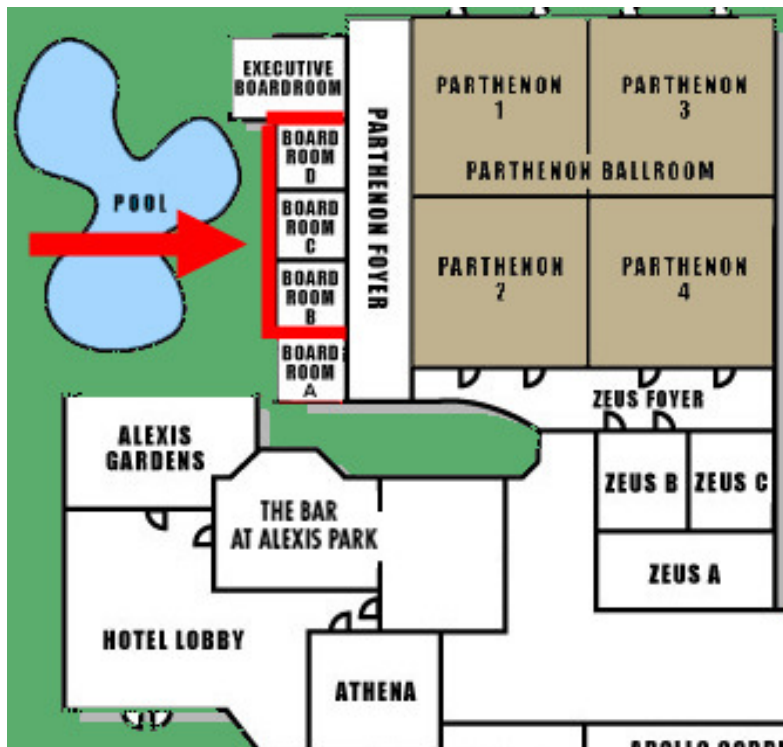 EXECUTIVE
BOARDROOM
BOARD
ROOM
D
BOARD
ROOM
C
BOARD
ROOM
B
BOARD
ROOM
A
POOL
PARTHENON FOYER
PARTHENON
1
PARTHENON
3
PARTHENON BALLROOM
PARTHENON
2
PARTHENON
4
ZEUS FOYER
ZEUS B
ZEUS C
ZEUS A
ALEXIS
GARDENS
THE BAR
AT ALEXIS PARK
HOTEL LOBBY
ATHENA